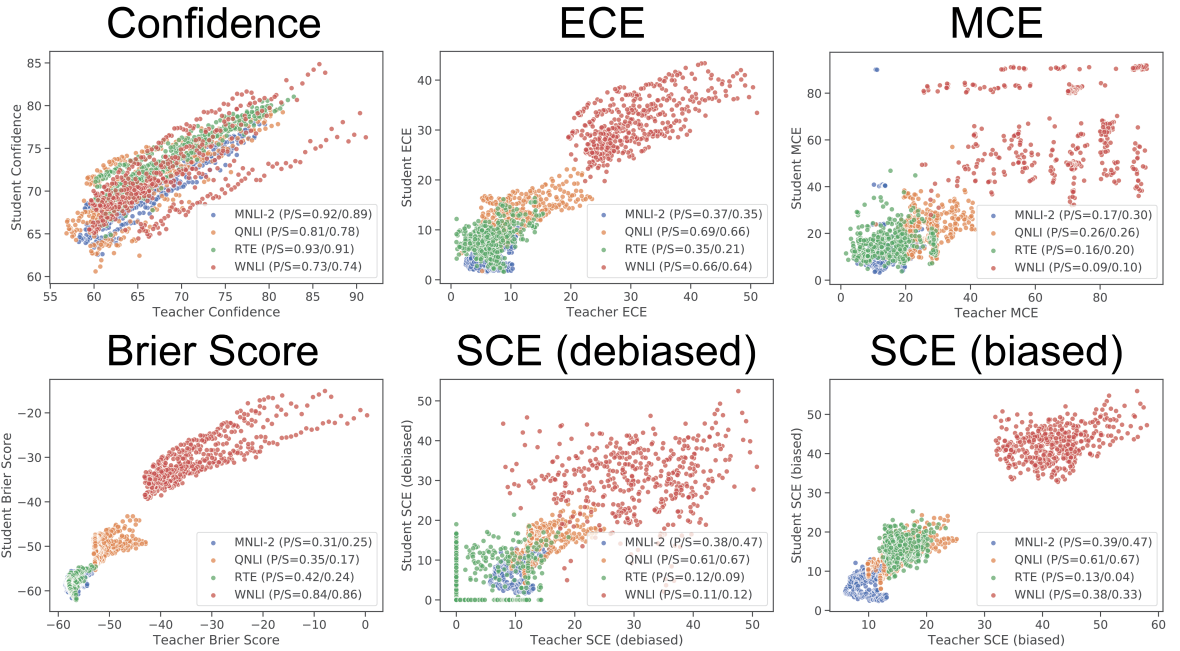 Confidence
ECE
MCE
85
80
75
70
65
60
Student Confidence
MNLI-2 (P/S=0.92/0.89)
QNLI (P/S=0.81/0.78)
RTE (P/S=0.93/0.91)
WNLI (P/S=0.73/0.74)
55 60 65 70 75 80 85 90
Teacher Confidence
40
30
20
10
0
Student ECE
MNLI-2 (P/S=0.37/0.35)
QNLI (P/S=0.69/0.66)
RTE (P/S=0.35/0.21)
WNLI (P/S=0.66/0.64)
0 10 20 30 40 50
Teacher ECE
80
60
40
20
0
Student MCE
MNLI-2 (P/S=0.17/0.30)
QNLI (P/S=0.26/0.26)
RTE (P/S=0.16/0.20)
WNLI (P/S=0.09/0.10)
0 20 40 60 80
Teacher MCE
Brier Score
SCE (debiased)
SCE (biased)
−20
−30
−40
−50
−60
Student Brier Score
MNLI-2 (P/S=0.31/0.25)
QNLI (P/S=0.35/0.17)
RTE (P/S=0.42/0.24)
WNLI (P/S=0.84/0.86)
−60 −50 −40 −30 −20 −10 0
Teacher Brier Score
50
40
30
20
10
0
Student SCE (debiased)
MNLI-2 (P/S=0.38/0.47)
QNLI (P/S=0.61/0.67)
RTE (P/S=0.12/0.09)
WNLI (P/S=0.11/0.12)
0 10 20 30 40 50
Teacher SCE (debiased)
50
40
30
20
10
0
Student SCE (biased)
MNLI-2 (P/S=0.39/0.47)
QNLI (P/S=0.61/0.67)
RTE (P/S=0.13/0.04)
WNLI (P/S=0.38/0.33)
10 20 30 40 50 60
Teacher SCE (biased)